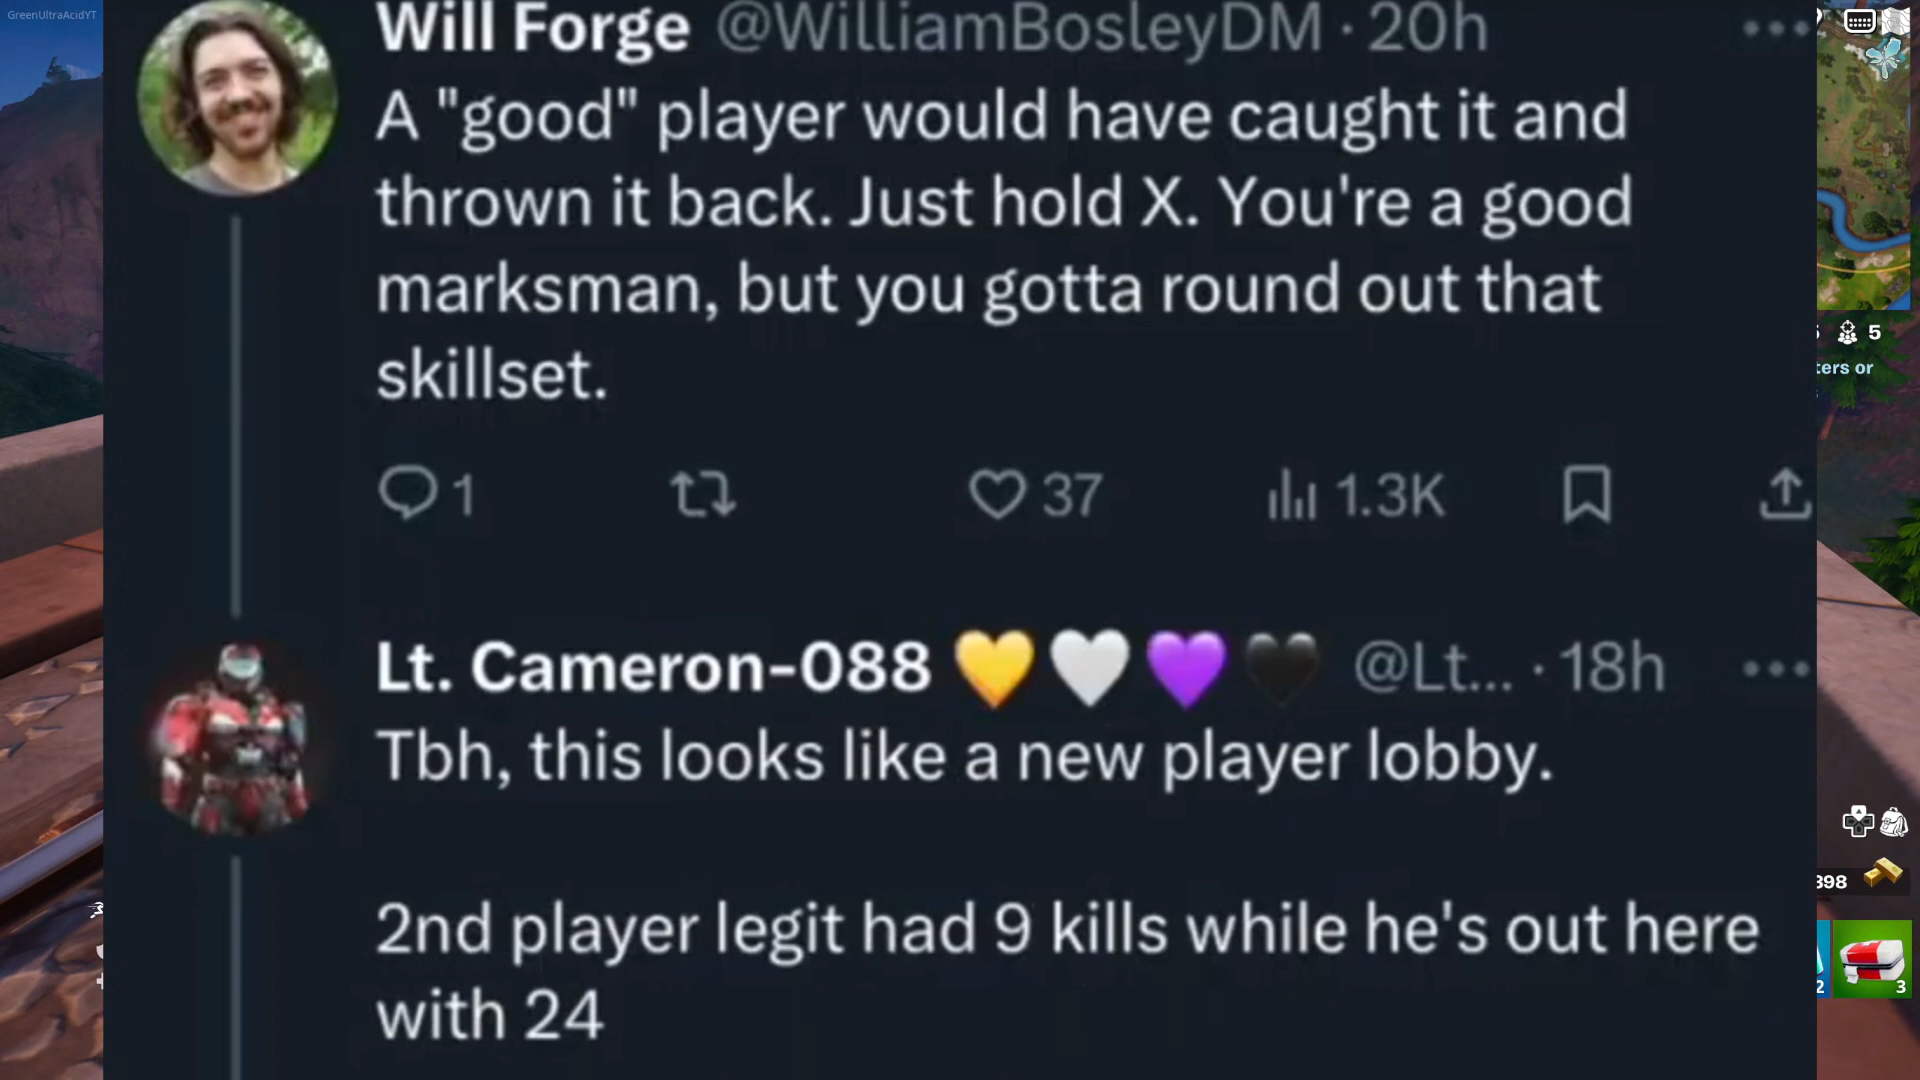 GreenUltraAcidYT
Will Forge @WilliamBosleyDM · 20h
A "good" player would have caught it and
thrown it back. Just hold X. You're a good
marksman, but you gotta round out that
skillset.
1 37 1.3K
5
ters or
Lt. Cameron-088 💛🤍💜🖤 @Lt... · 18h
Tbh, this looks like a new player lobby.
2nd player legit had 9 kills while he's out here
with 24
398
2 3